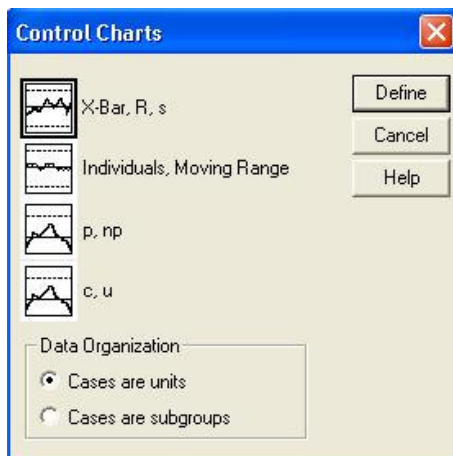 Control Charts
X-Bar, R, s
Individuals, Moving Range
p, np
c, u
Define
Cancel
Help
Data Organization
Cases are units
Cases are subgroups